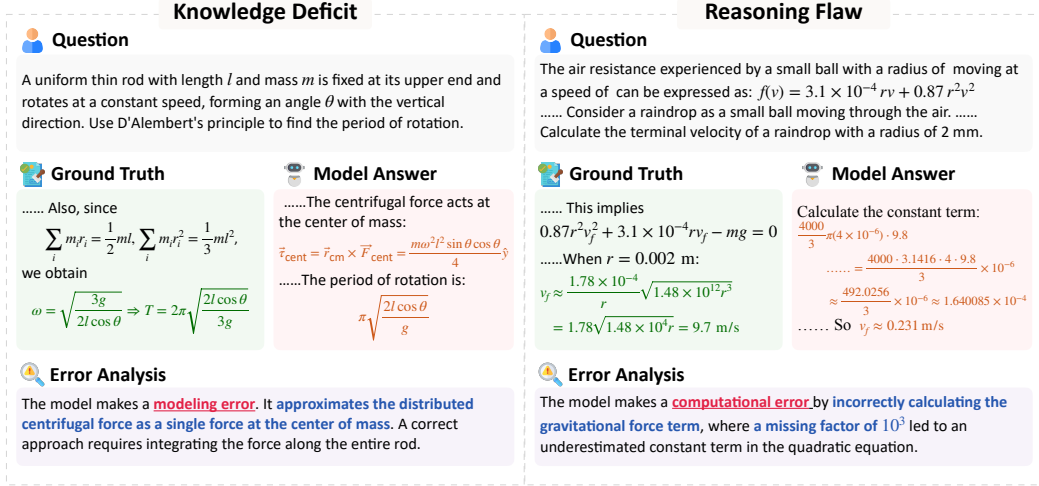 Knowledge Deficit
Question
A uniform thin rod with length l and mass m is fixed at its upper end and
rotates at a constant speed, forming an angle θ with the vertical
direction. Use D'Alembert's principle to find the period of rotation.
Ground Truth
...... Also, since
∑_i m_i r_i = 1/2 ml, ∑_i m_i r_i^2 = 1/3 ml^2,
we obtain
ω = √(3g / 2l cos θ) ⇒ T = 2π √(2l cos θ / 3g)
Model Answer
......The centrifugal force acts at
the center of mass:
τ⃗_cent = r⃗_cm × F⃗_cent = (mω²l² sin θ cos θ / 4) ŷ
......The period of rotation is:
π √(2l cos θ / g)
Error Analysis
The model makes a modeling error. It approximates the distributed
centrifugal force as a single force at the center of mass. A correct
approach requires integrating the force along the entire rod.
Reasoning Flaw
Question
The air resistance experienced by a small ball with a radius of moving at
a speed of can be expressed as: f(v) = 3.1 × 10^−4 rv + 0.87 r^2v^2
...... Consider a raindrop as a small ball moving through the air. ......
Calculate the terminal velocity of a raindrop with a radius of 2 mm.
Ground Truth
...... This implies
0.87r^2v_f^2 + 3.1 × 10^−4rv_f − mg = 0
......When r = 0.002 m:
v_f ≈ (1.78 × 10^−4 / r) √(1.48 × 10^12r^3)
= 1.78√(1.48 × 10^4r) = 9.7 m/s
Model Answer
Calculate the constant term:
4000/3 π(4 × 10^−6) · 9.8
...... = (4000 · 3.1416 · 4 · 9.8 / 3) × 10^−6
≈ (492.0256 / 3) × 10^−6 ≈ 1.640085 × 10^−4
...... So v_f ≈ 0.231 m/s
Error Analysis
The model makes a computational error by incorrectly calculating the
gravitational force term, where a missing factor of 10^3 led to an
underestimated constant term in the quadratic equation.